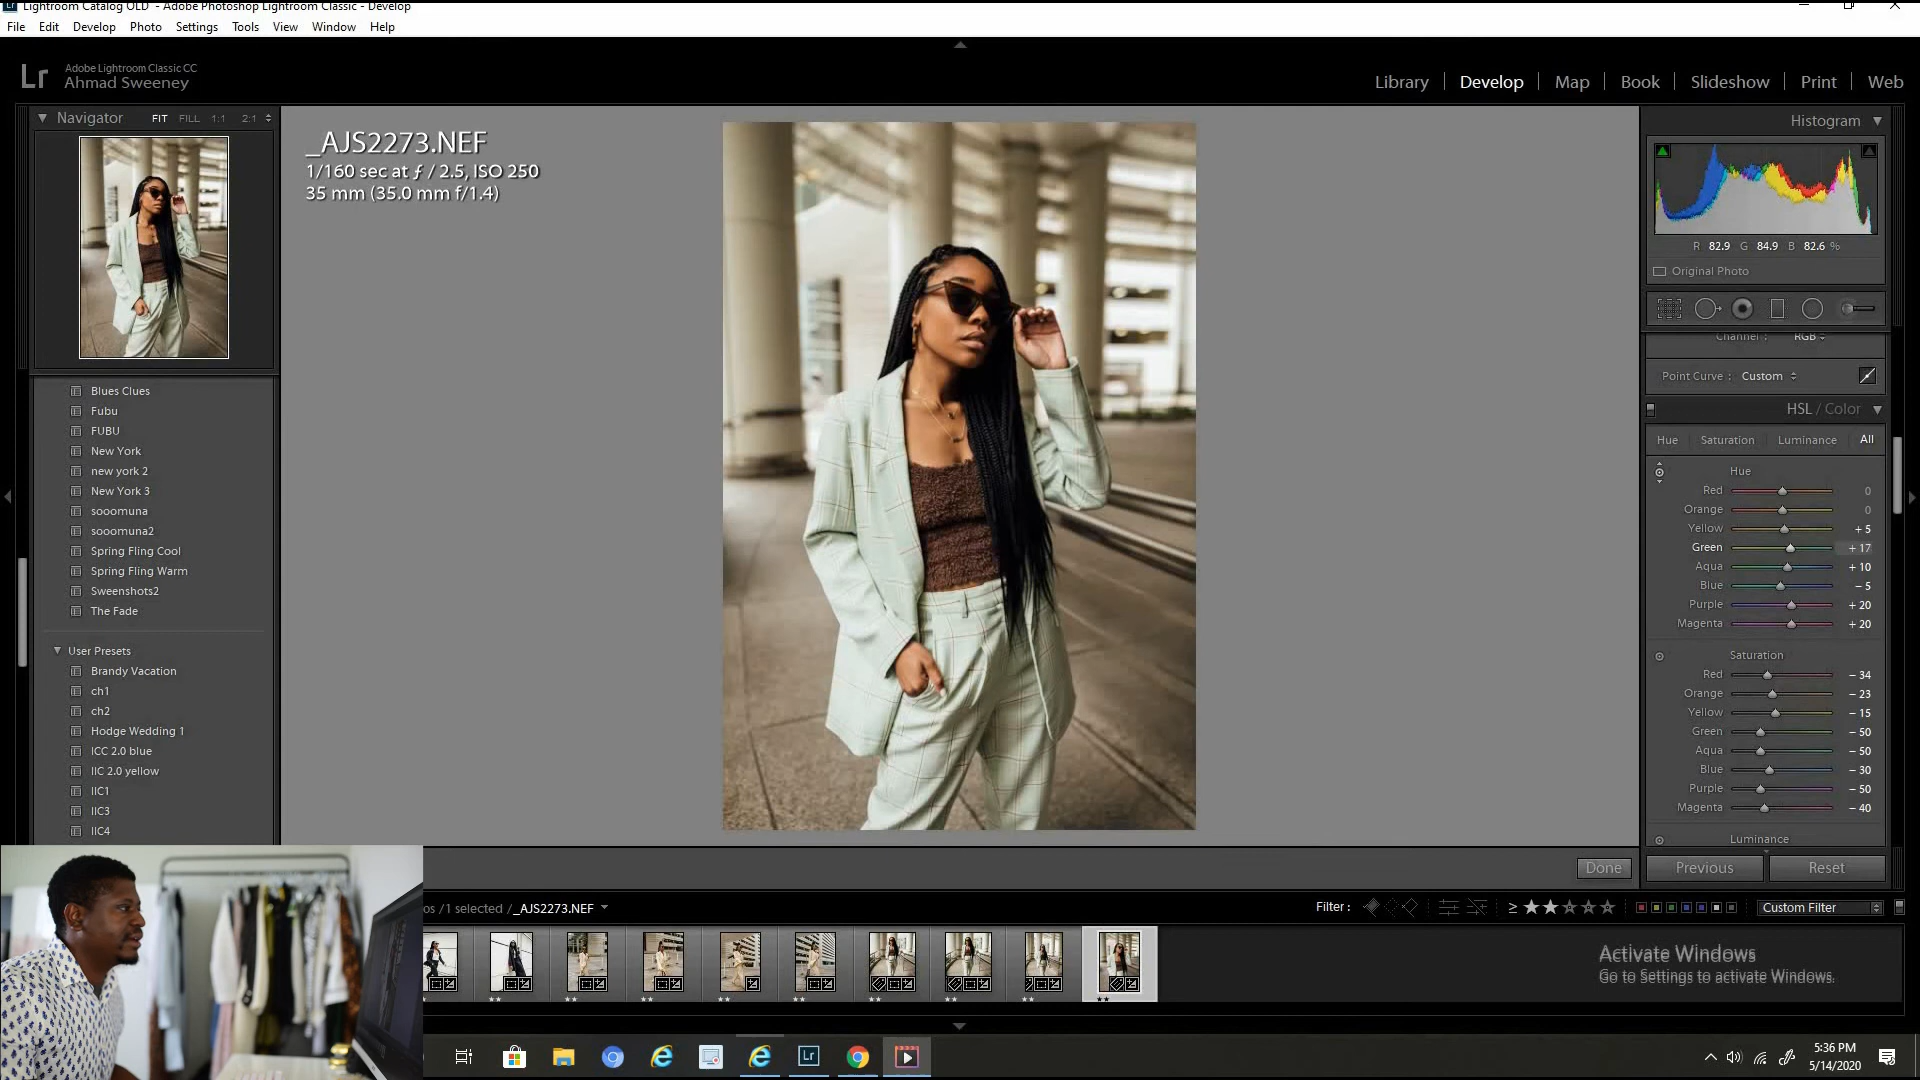 Lightroom Catalog OLD - Adobe Photoshop Lightroom Classic - Develop
File Edit Develop Photo Settings Tools View Window Help
Lr
Adobe Lightroom Classic CC
Ahmad Sweeney
Library Develop Map Book Slideshow Print Web
Navigator FIT FILL 1:1 2:1
_AJS2273.NEF
1/160 sec at ƒ / 2.5, ISO 250
35 mm (35.0 mm f/1.4)
Blues Clues
Fubu
FUBU
New York
new york 2
New York 3
sooomuna
sooomuna2
Spring Fling Cool
Spring Fling Warm
Sweenshots2
The Fade
User Presets
Brandy Vacation
ch1
ch2
Hodge Wedding 1
ICC 2.0 blue
IIC 2.0 yellow
IIC1
IIC3
IIC4
Histogram
R 82.9 G 84.9 B 82.6 %
Original Photo
Channel : RGB
Point Curve : Custom
HSL / Color
Hue Saturation Luminance All
Hue
Red 0
Orange 0
Yellow + 5
Green + 17
Aqua + 10
Blue – 5
Purple + 20
Magenta + 20
Saturation
Red – 34
Orange – 23
Yellow – 15
Green – 50
Aqua – 50
Blue – 30
Purple – 50
Magenta – 40
Luminance
Done
Previous Reset
os /1 selected /_AJS2273.NEF
Filter : ≥ Custom Filter
Activate Windows
Go to Settings to activate Windows.
Lr
5:36 PM
5/14/2020